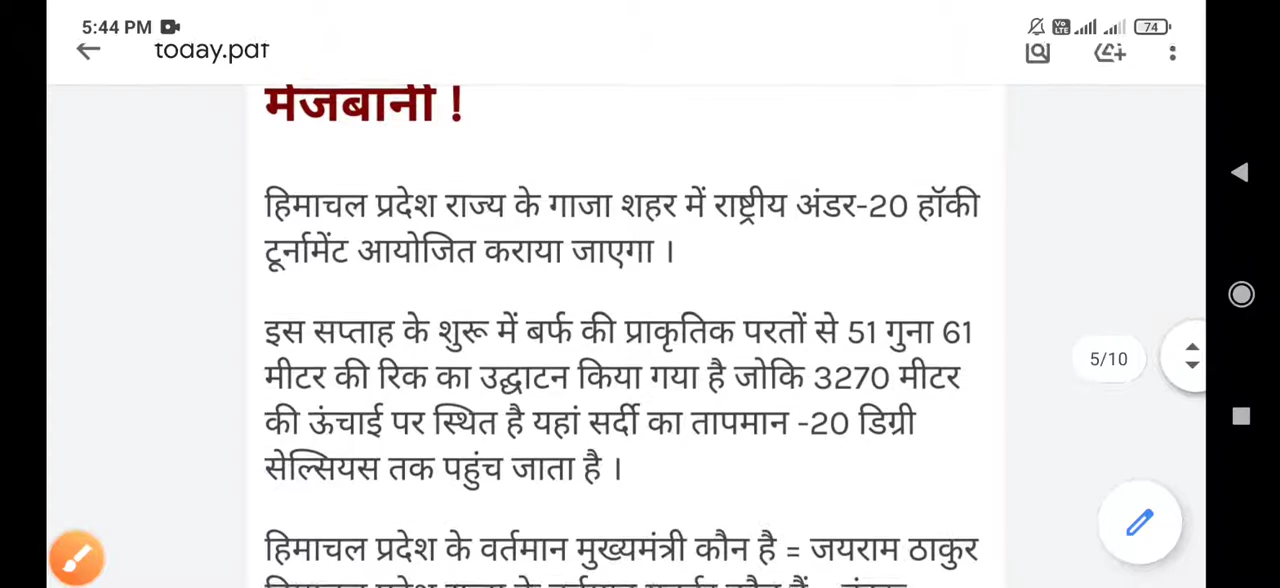 5:44 PM
74
today.pdf
मेजबानी !
हिमाचल प्रदेश राज्य के गाजा शहर में राष्ट्रीय अंडर-20 हॉकी
टूर्नामेंट आयोजित कराया जाएगा ।
इस सप्ताह के शुरू में बर्फ की प्राकृतिक परतों से 51 गुना 61
मीटर की रिक का उद्घाटन किया गया है जोकि 3270 मीटर
की ऊंचाई पर स्थित है यहां सर्दी का तापमान -20 डिग्री
सेल्सियस तक पहुंच जाता है ।
5/10
हिमाचल प्रदेश के वर्तमान मुख्यमंत्री कौन है = जयराम ठाकुर